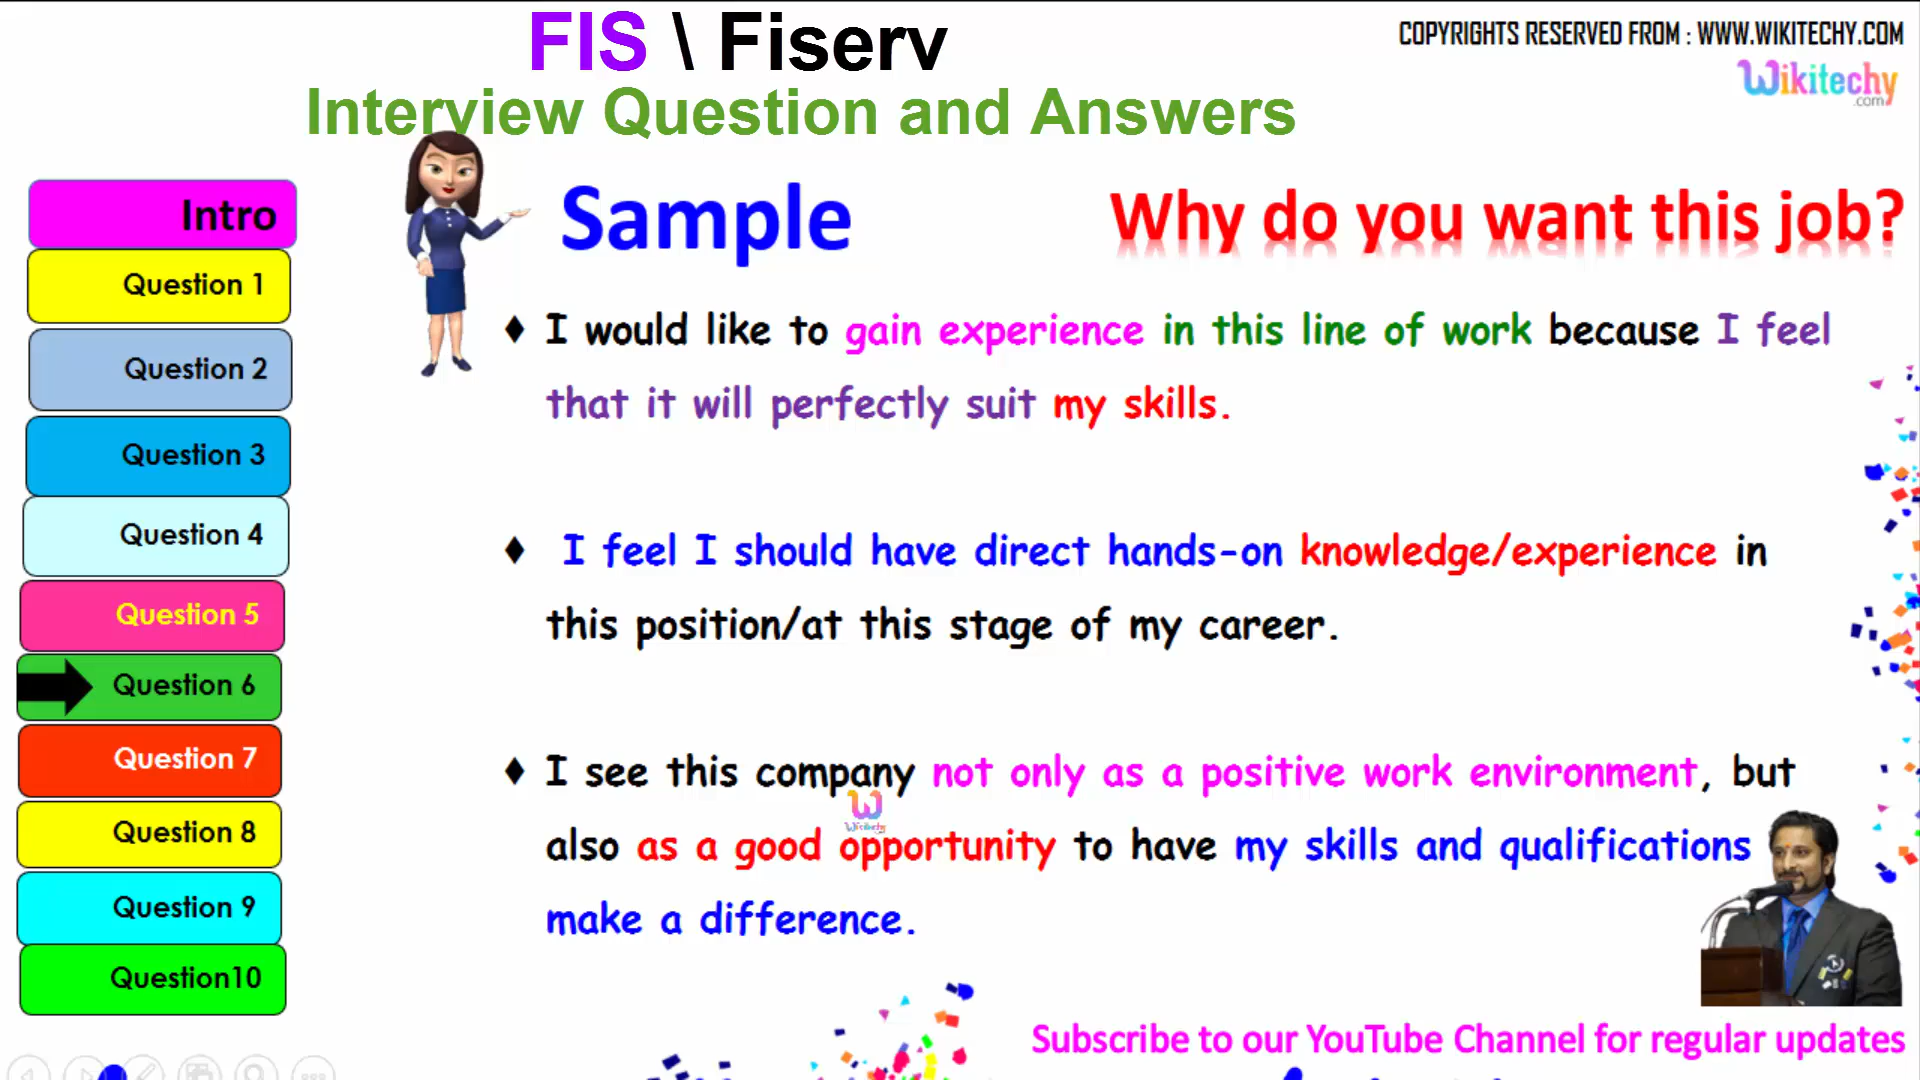 FIS \ Fiserv
COPYRIGHTS RESERVED FROM : WWW.WIKITECHY.COM
Wikitechy
.com
Interview Question and Answers
Sample
Why do you want this job?
Intro
Question 1
Question 2
Question 3
Question 4
Question 5
Question 6
Question 7
Question 8
Question 9
Question10
♦ I would like to gain experience in this line of work because I feel
that it will perfectly suit my skills.
♦ I feel I should have direct hands-on knowledge/experience in
this position/at this stage of my career.
♦ I see this company not only as a positive work environment, but
Wikitechy
also as a good opportunity to have my skills and qualifications
make a difference.
Subscribe to our YouTube Channel for regular updates